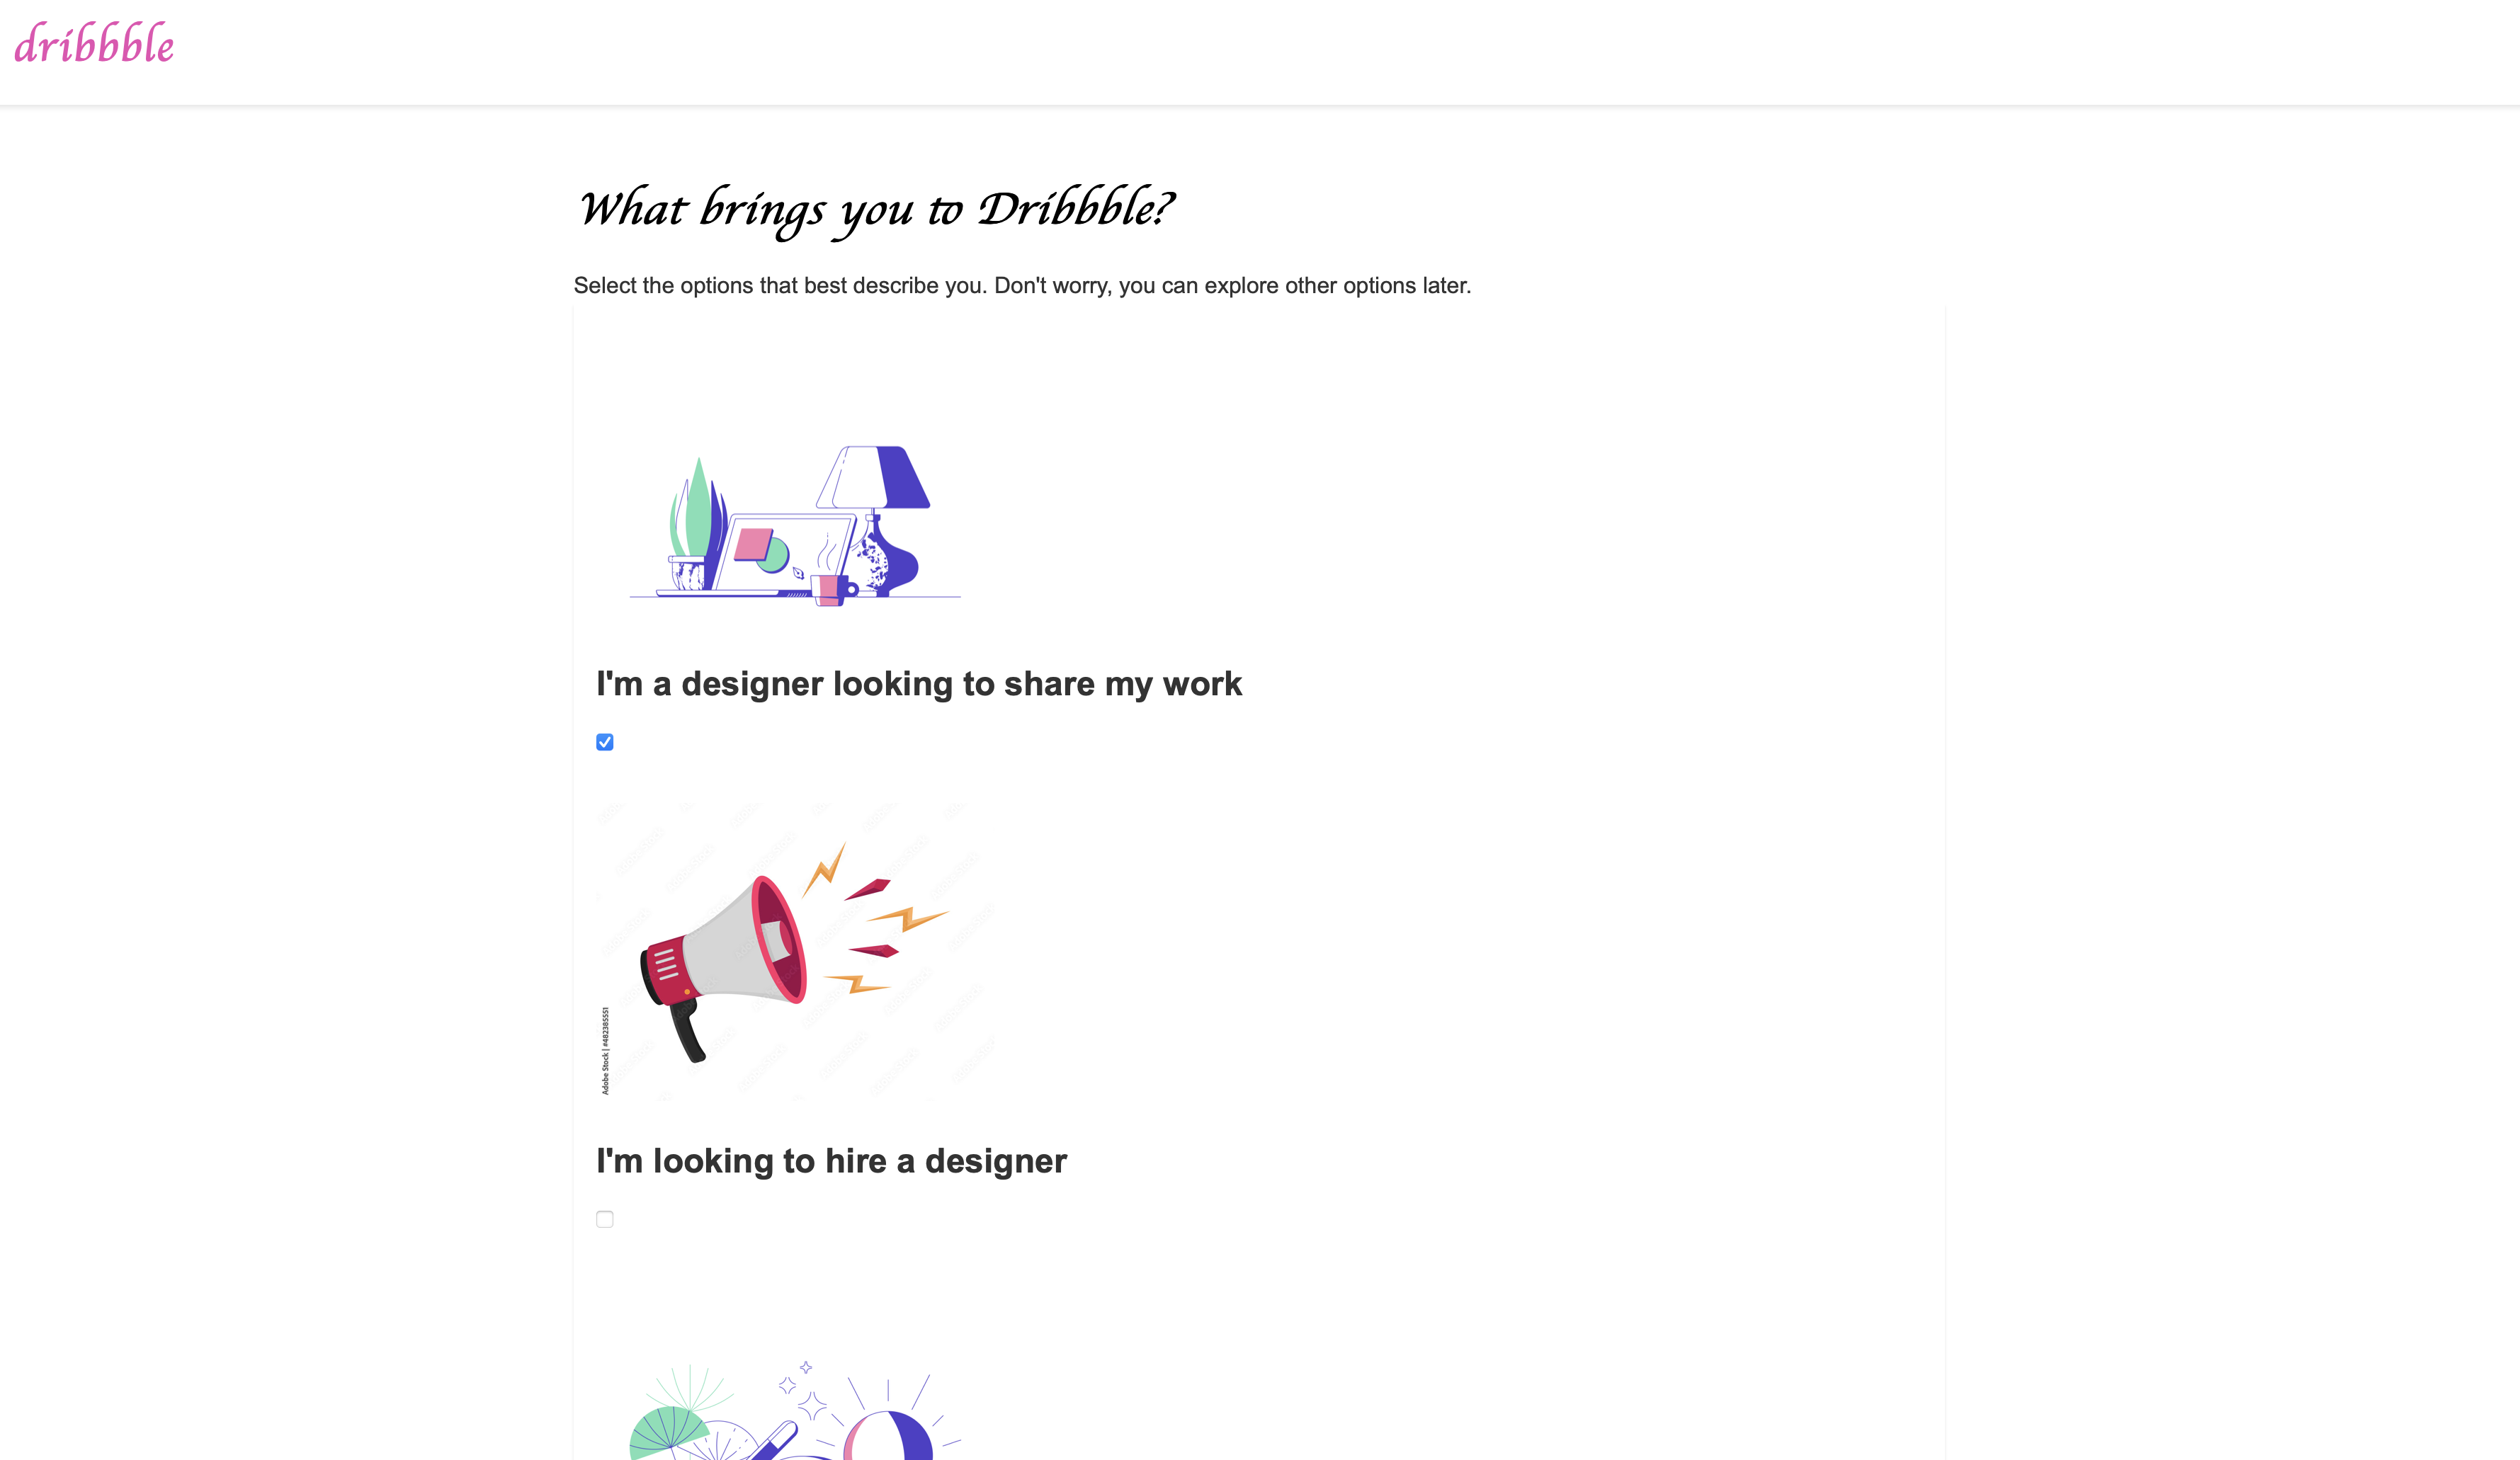 dribbble
What brings you to Dribbble?
Select the options that best describe you. Don't worry, you can explore other options later.
I'm a designer looking to share my work
Adobe Stock | #482385551
I'm looking to hire a designer